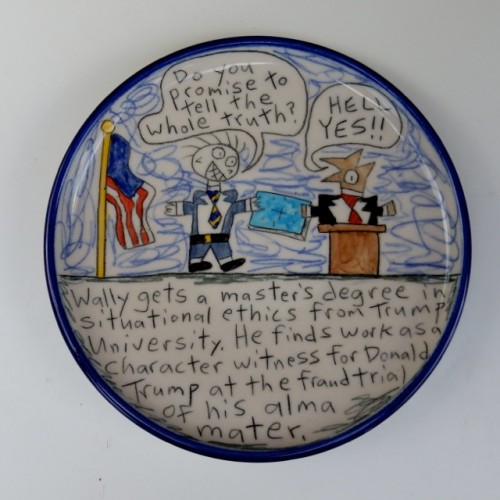 Do you
promise to
tell the
whole truth?
HELL
YES!!
Wally gets a master's degree in
situational ethics from Trump
University. He finds work as a
character witness for Donald
Trump at the fraud trial
of his alma
mater.